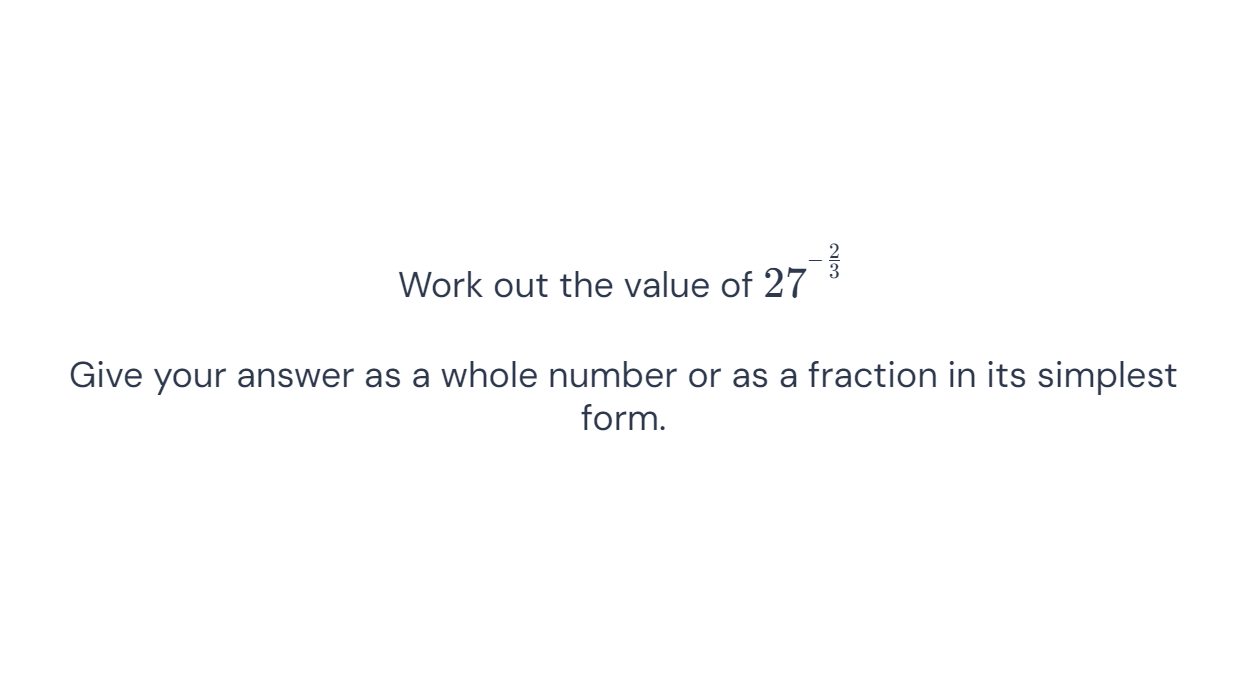 Work out the value of $27^{-\frac{2}{3}}$
Give your answer as a whole number or as a fraction in its simplest
form.